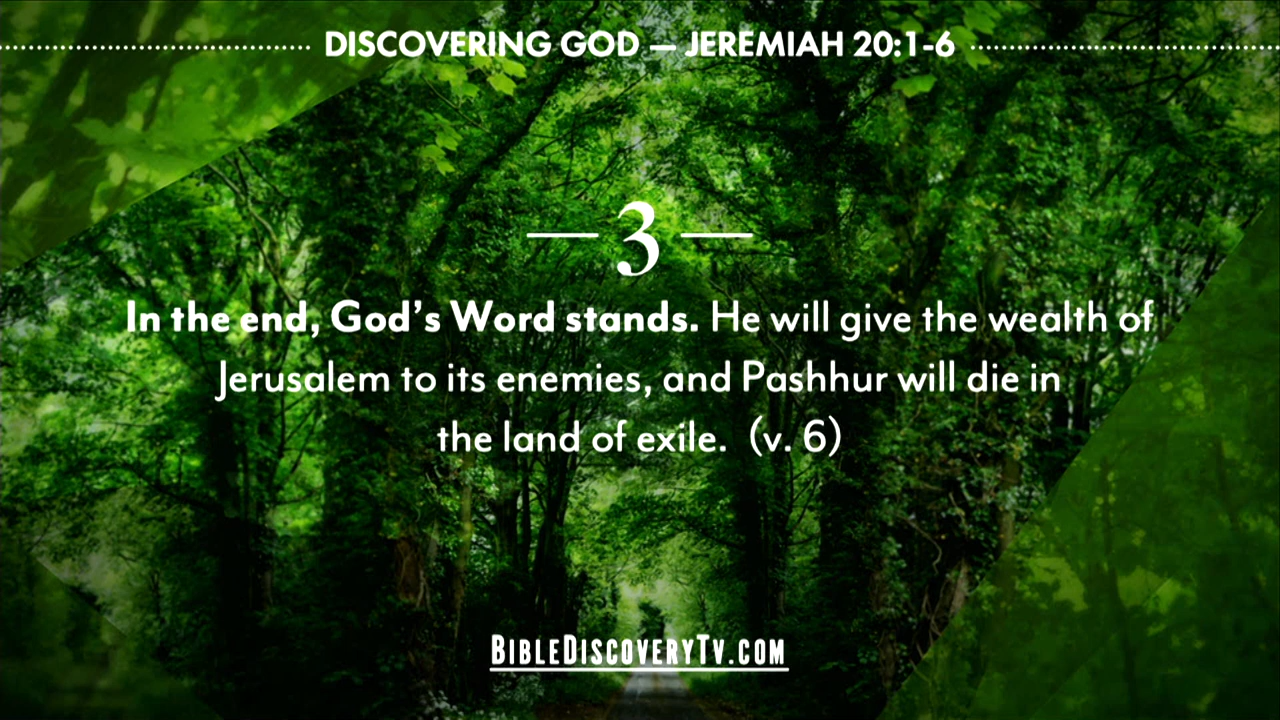 DISCOVERING GOD — JEREMIAH 20:1-6
— 3 —
In the end, God’s Word stands. He will give the wealth of
Jerusalem to its enemies, and Pashhur will die in
the land of exile.  (v. 6)
BIBLEDISCOVERYTV.COM